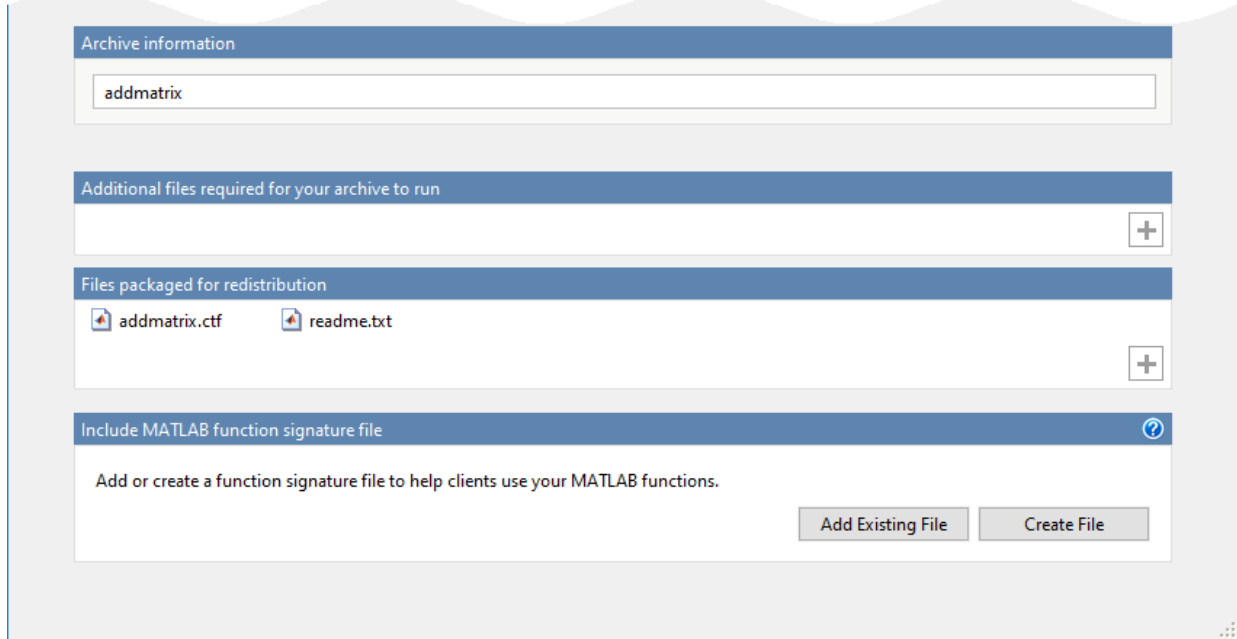 Archive information
addmatrix
Additional files required for your archive to run
Files packaged for redistribution
addmatrix.ctf readme.txt
Include MATLAB function signature file
Add or create a function signature file to help clients use your MATLAB functions.
Add Existing File Create File